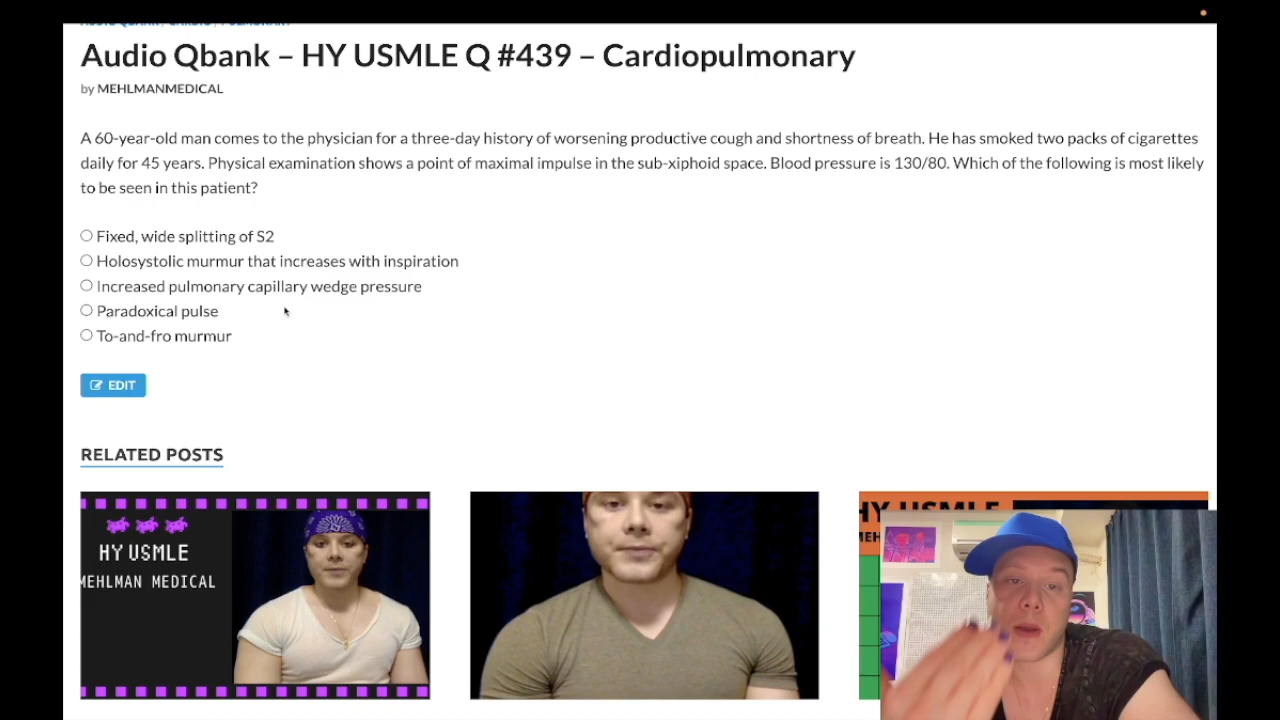 Audio Qbank – HY USMLE Q #439 – Cardiopulmonary
by MEHLMANMEDICAL
A 60-year-old man comes to the physician for a three-day history of worsening productive cough and shortness of breath. He has smoked two packs of cigarettes
daily for 45 years. Physical examination shows a point of maximal impulse in the sub-xiphoid space. Blood pressure is 130/80. Which of the following is most likely
to be seen in this patient?
Fixed, wide splitting of S2
Holosystolic murmur that increases with inspiration
Increased pulmonary capillary wedge pressure
Paradoxical pulse
To-and-fro murmur
EDIT
RELATED POSTS
HY USMLE
MEHLMAN MEDICAL
HY USMLE
MEH